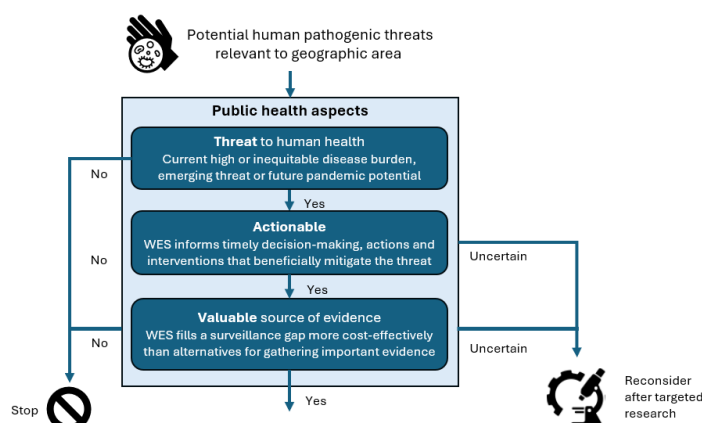 Potential human pathogenic threats
relevant to geographic area
Public health aspects
Threat to human health
Current high or inequitable disease burden,
emerging threat or future pandemic potential
No
Yes
Actionable
WES informs timely decision-making, actions and
interventions that beneficially mitigate the threat
No
Uncertain
Yes
Valuable source of evidence
WES fills a surveillance gap more cost-effectively
than alternatives for gathering important evidence
No
Uncertain
Yes
Stop
Reconsider
after targeted
research